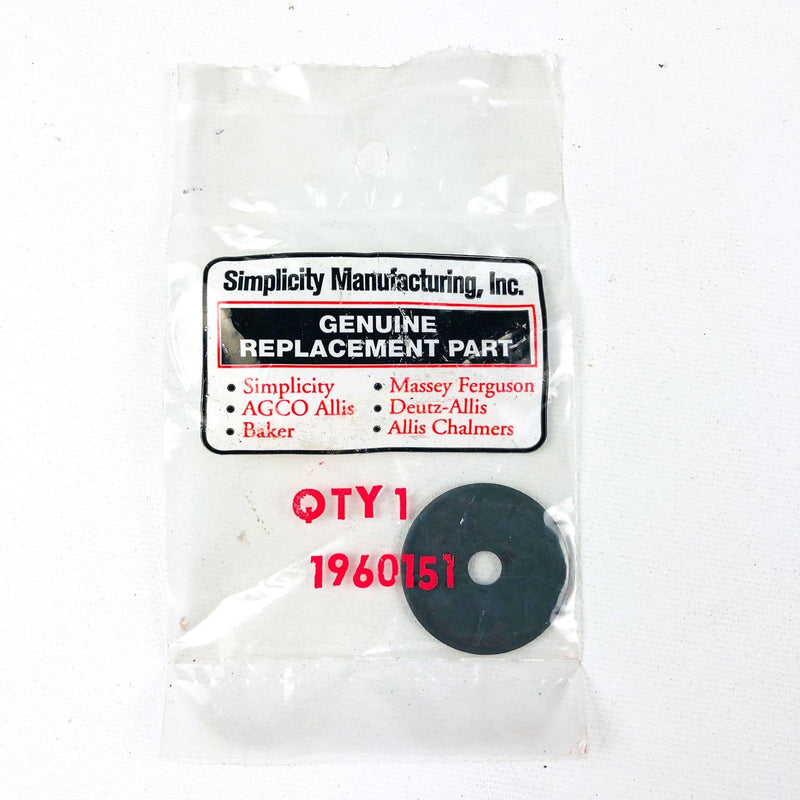 Simplicity Manufacturing, Inc.
GENUINE
REPLACEMENT PART
• Simplicity • Massey Ferguson
• AGCO Allis • Deutz-Allis
• Baker • Allis Chalmers
QTY 1
1960151